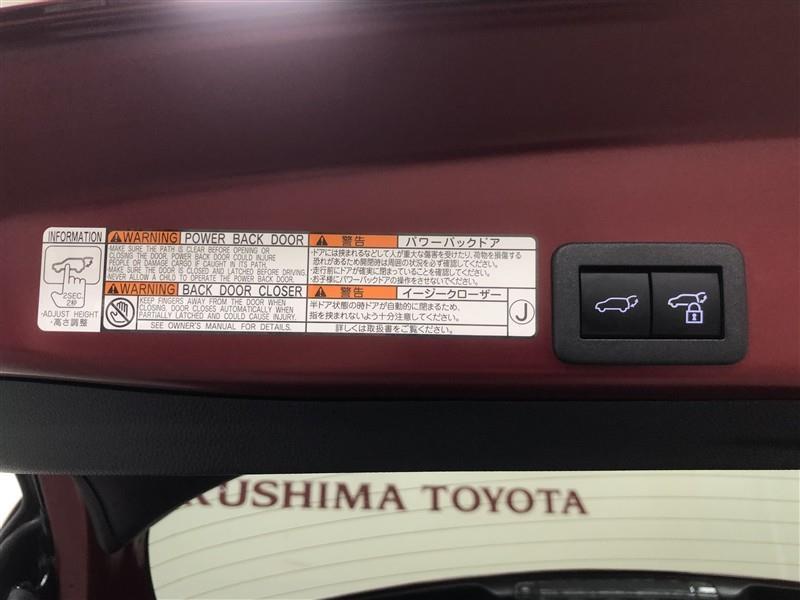 INFORMATION
2SEC.
2秒
・ADJUST HEIGHT
・高さ調整
WARNING POWER BACK DOOR
・MAKE SURE THE PATH IS CLEAR BEFORE OPENING OR
CLOSING THE DOOR. POWER BACK DOOR COULD INJURE
PEOPLE OR DAMAGE CARGO IF CAUGHT IN ITS PATH.
・MAKE SURE THE DOOR IS CLOSED AND LATCHED BEFORE DRIVING.
・NEVER ALLOW A CHILD TO OPERATE THE POWER BACK DOOR.
警告 パワーバックドア
・ドアには挟まれるなどして人が重大な傷害を受けたり、荷物を損傷する
恐れがあるため開閉時は周囲の状況を必ず確認してください。
・走行前にドアが確実に閉まっていることを確認してください。
・お子様にパワーバックドアの操作をさせないでください。
WARNING BACK DOOR CLOSER
KEEP FINGERS AWAY FROM THE DOOR WHEN
CLOSING. DOOR CLOSES AUTOMATICALLY WHEN
PARTIALLY LATCHED AND COULD CAUSE INJURY.
SEE OWNER'S MANUAL FOR DETAILS.
警告 イージークローザー
半ドア状態の時ドアが自動的に閉まるため、
指を挟まれないよう十分注意してください。
詳しくは取扱書をご覧ください。
J
KUSHIMA TOYOTA